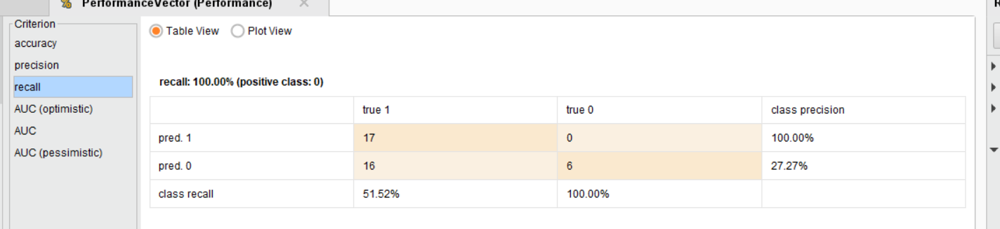 PerformanceVector (Performance)
Criterion
accuracy
precision
recall
AUC (optimistic)
AUC
AUC (pessimistic)
Table View Plot View
recall: 100.00% (positive class: 0)
true 1 true 0 class precision
pred. 1 17 0 100.00%
pred. 0 16 6 27.27%
class recall 51.52% 100.00%